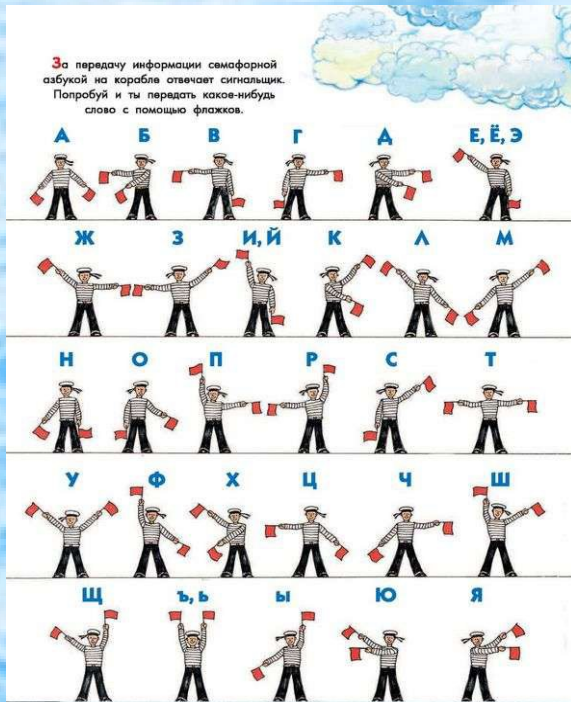 За передачу информации семафорной
азбукой на корабле отвечает сигнальщик.
Попробуй и ты передать какое-нибудь
слово с помощью флажков.
А Б В Г Д Е, Ё, Э
Ж З И, Й К Л М
Н О П Р С Т
У Ф Х Ц Ч Ш
Щ Ъ, Ь Ы Ю Я